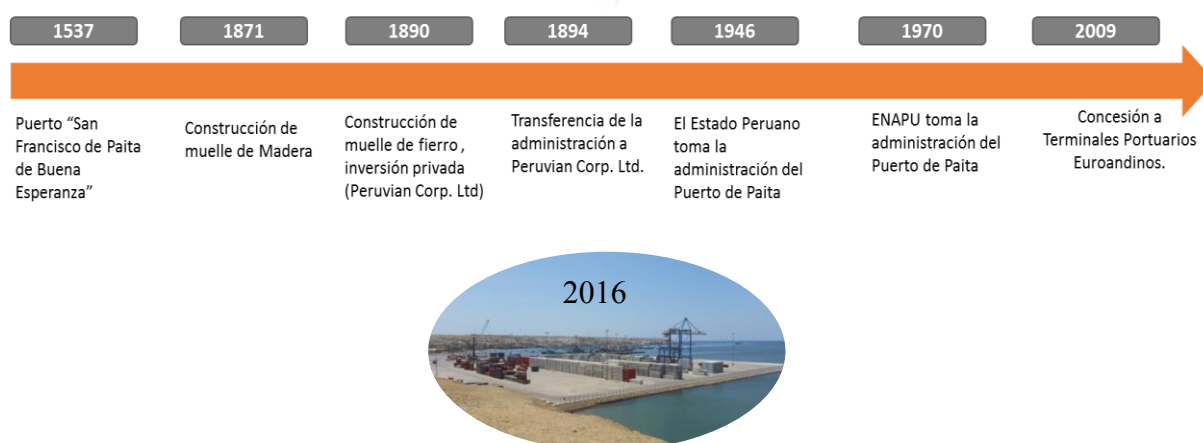 1537
1871
1890
1894
1946
1970
2009
Puerto “San
Francisco de Paita
de Buena
Esperanza”
Construcción de
muelle de Madera
Construcción de
muelle de fierro ,
inversión privada
(Peruvian Corp. Ltd)
Transferencia de la
administración a
Peruvian Corp. Ltd.
El Estado Peruano
toma la
administración del
Puerto de Paita
ENAPU toma la
administración del
Puerto de Paita
Concesión a
Terminales Portuarios
Euroandinos.
2016